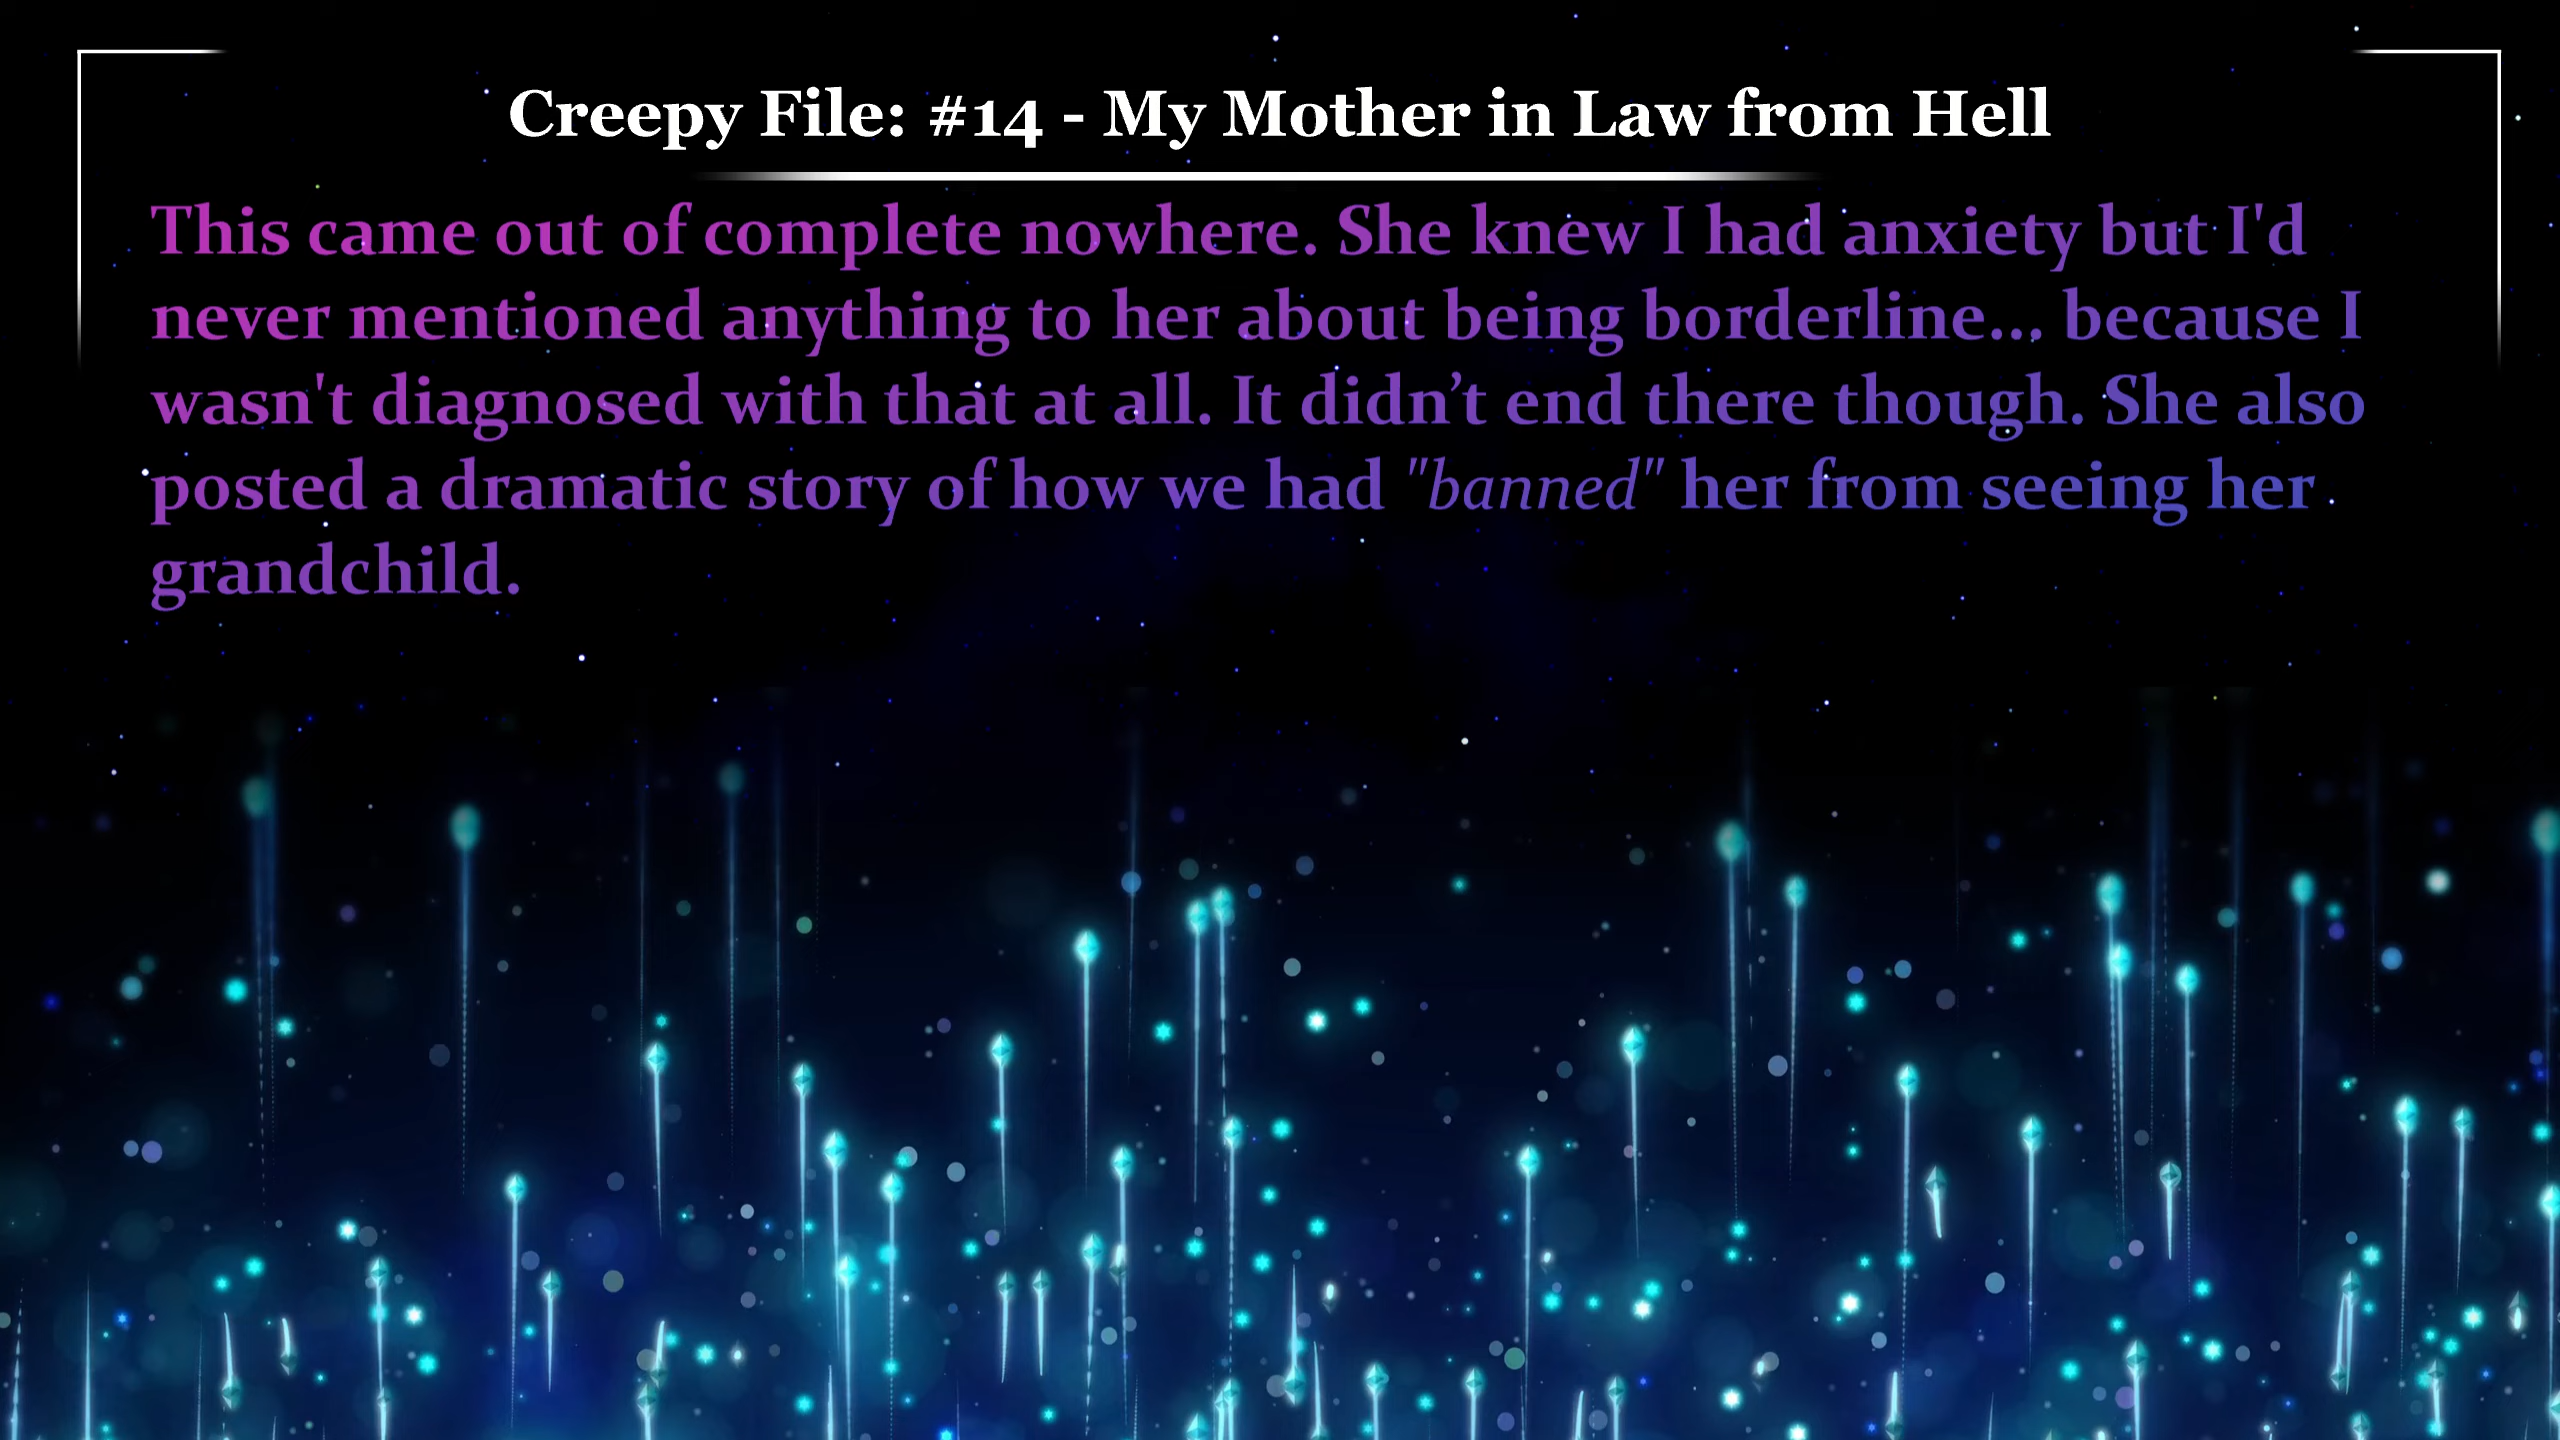 Creepy File: #14 - My Mother in Law from Hell
This came out of complete nowhere. She knew I had anxiety but I'd
never mentioned anything to her about being borderline... because I
wasn't diagnosed with that at all. It didn’t end there though. She also
posted a dramatic story of how we had "banned" her from seeing her
grandchild.